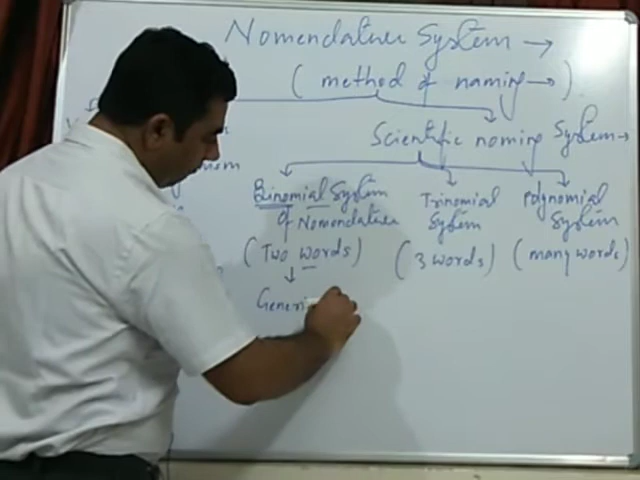 Nomenclature System →
( method of naming → )
Scientific naming System →
Binomial System
of Nomenclature
( Two words )
Trinomial
System
( 3 words )
Polynomial
System
( many words )
↓
Generi